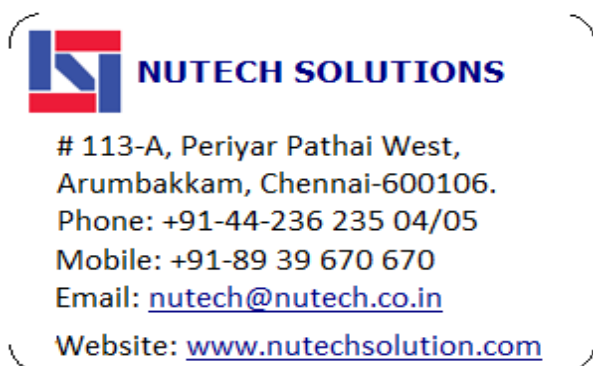 NUTECH SOLUTIONS
# 113-A, Periyar Pathai West,
Arumbakkam, Chennai-600106.
Phone: +91-44-236 235 04/05
Mobile: +91-89 39 670 670
Email: nutech@nutech.co.in
Website: www.nutechsolution.com